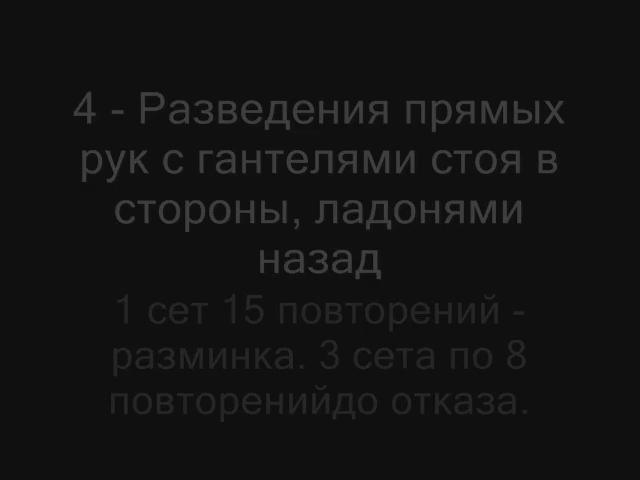 4 - Разведения прямых
рук с гантелями стоя в
стороны, ладонями
назад
1 сет 15 повторений -
разминка. 3 сета по 8
повторенийдо отказа.